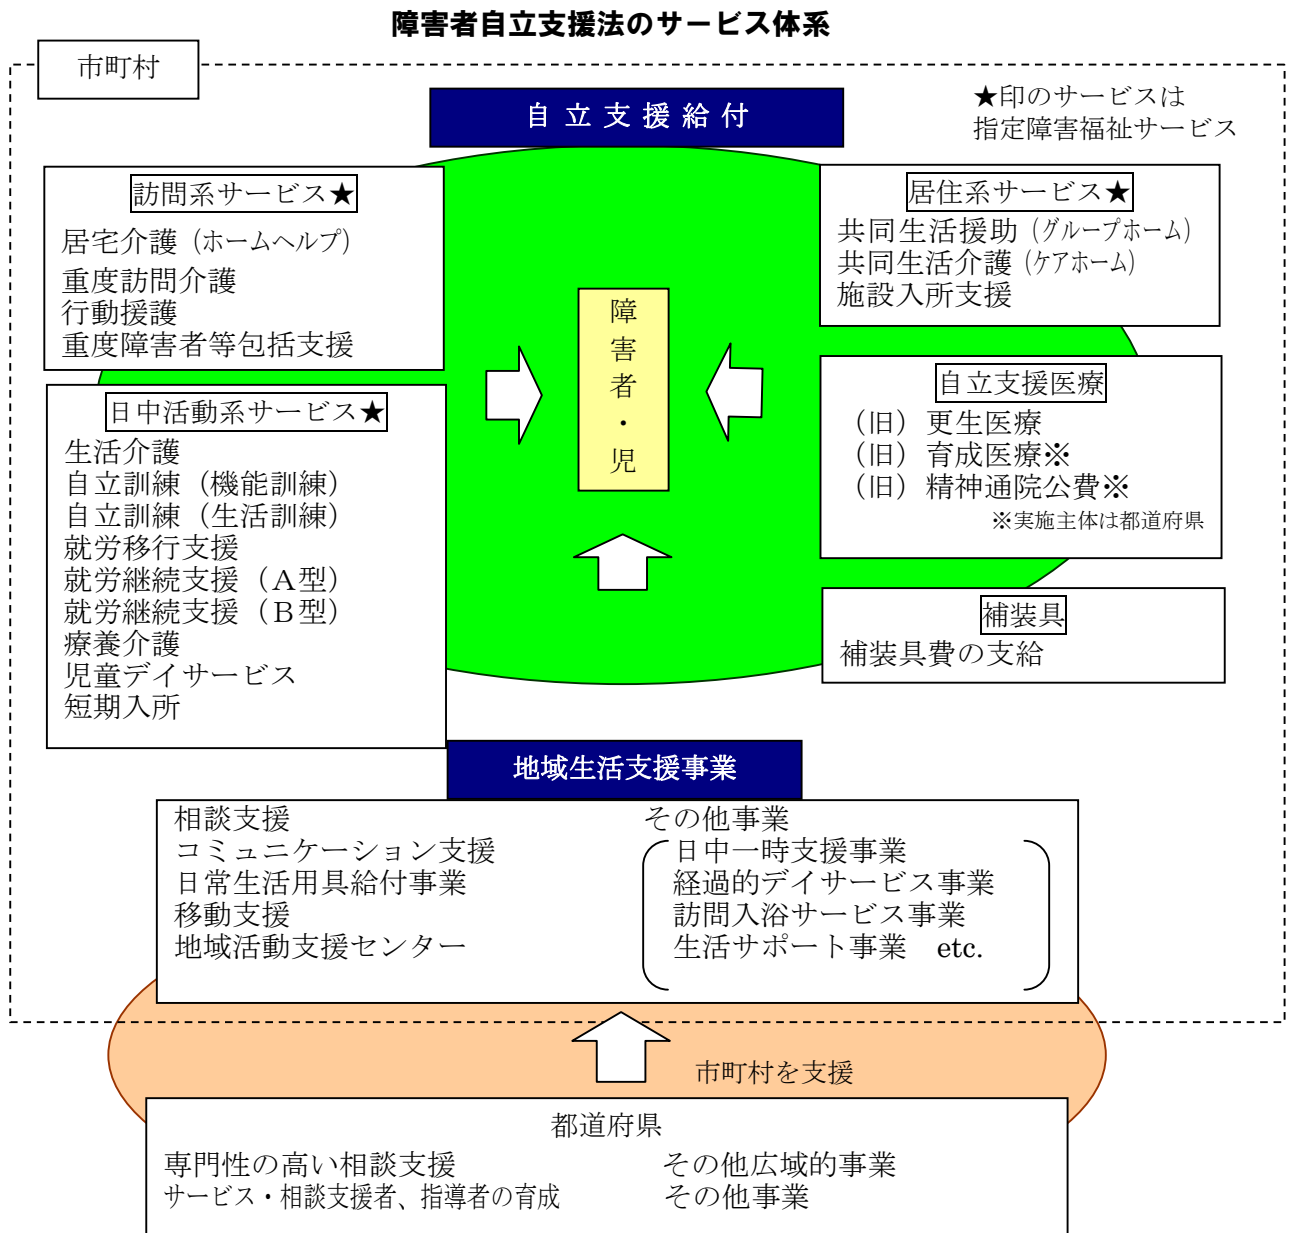 障害者自立支援法のサービス体系
市町村
★印のサービスは
指定障害福祉サービス
自立支援給付
訪問系サービス★
居宅介護（ホームヘルプ）
重度訪問介護
行動援護
重度障害者等包括支援
日中活動系サービス★
生活介護
自立訓練（機能訓練）
自立訓練（生活訓練）
就労移行支援
就労継続支援（Ａ型）
就労継続支援（Ｂ型）
療養介護
児童デイサービス
短期入所
障害者・児
居住系サービス★
共同生活援助（グループホーム）
共同生活介護（ケアホーム）
施設入所支援
自立支援医療
（旧）更生医療
（旧）育成医療※
（旧）精神通院公費※
※実施主体は都道府県
補装具
補装具費の支給
地域生活支援事業
相談支援
コミュニケーション支援
日常生活用具給付事業
移動支援
地域活動支援センター
その他事業
日中一時支援事業
経過的デイサービス事業
訪問入浴サービス事業
生活サポート事業　etc.
市町村を支援
都道府県
専門性の高い相談支援
サービス・相談支援者、指導者の育成
その他広域的事業
その他事業